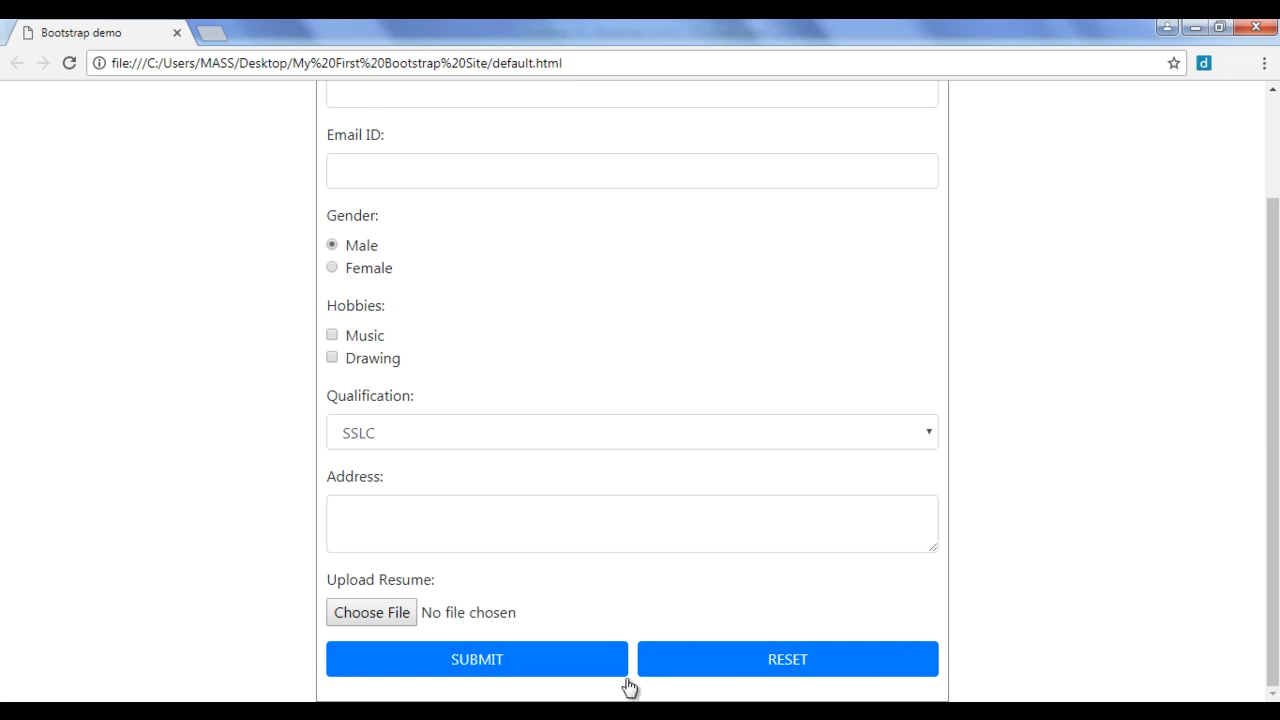 Bootstrap demo
file:///C:/Users/MASS/Desktop/My%20First%20Bootstrap%20Site/default.html
d
Email ID:
Gender:
Male
Female
Hobbies:
Music
Drawing
Qualification:
SSLC
Address:
Upload Resume:
Choose File No file chosen
SUBMIT RESET